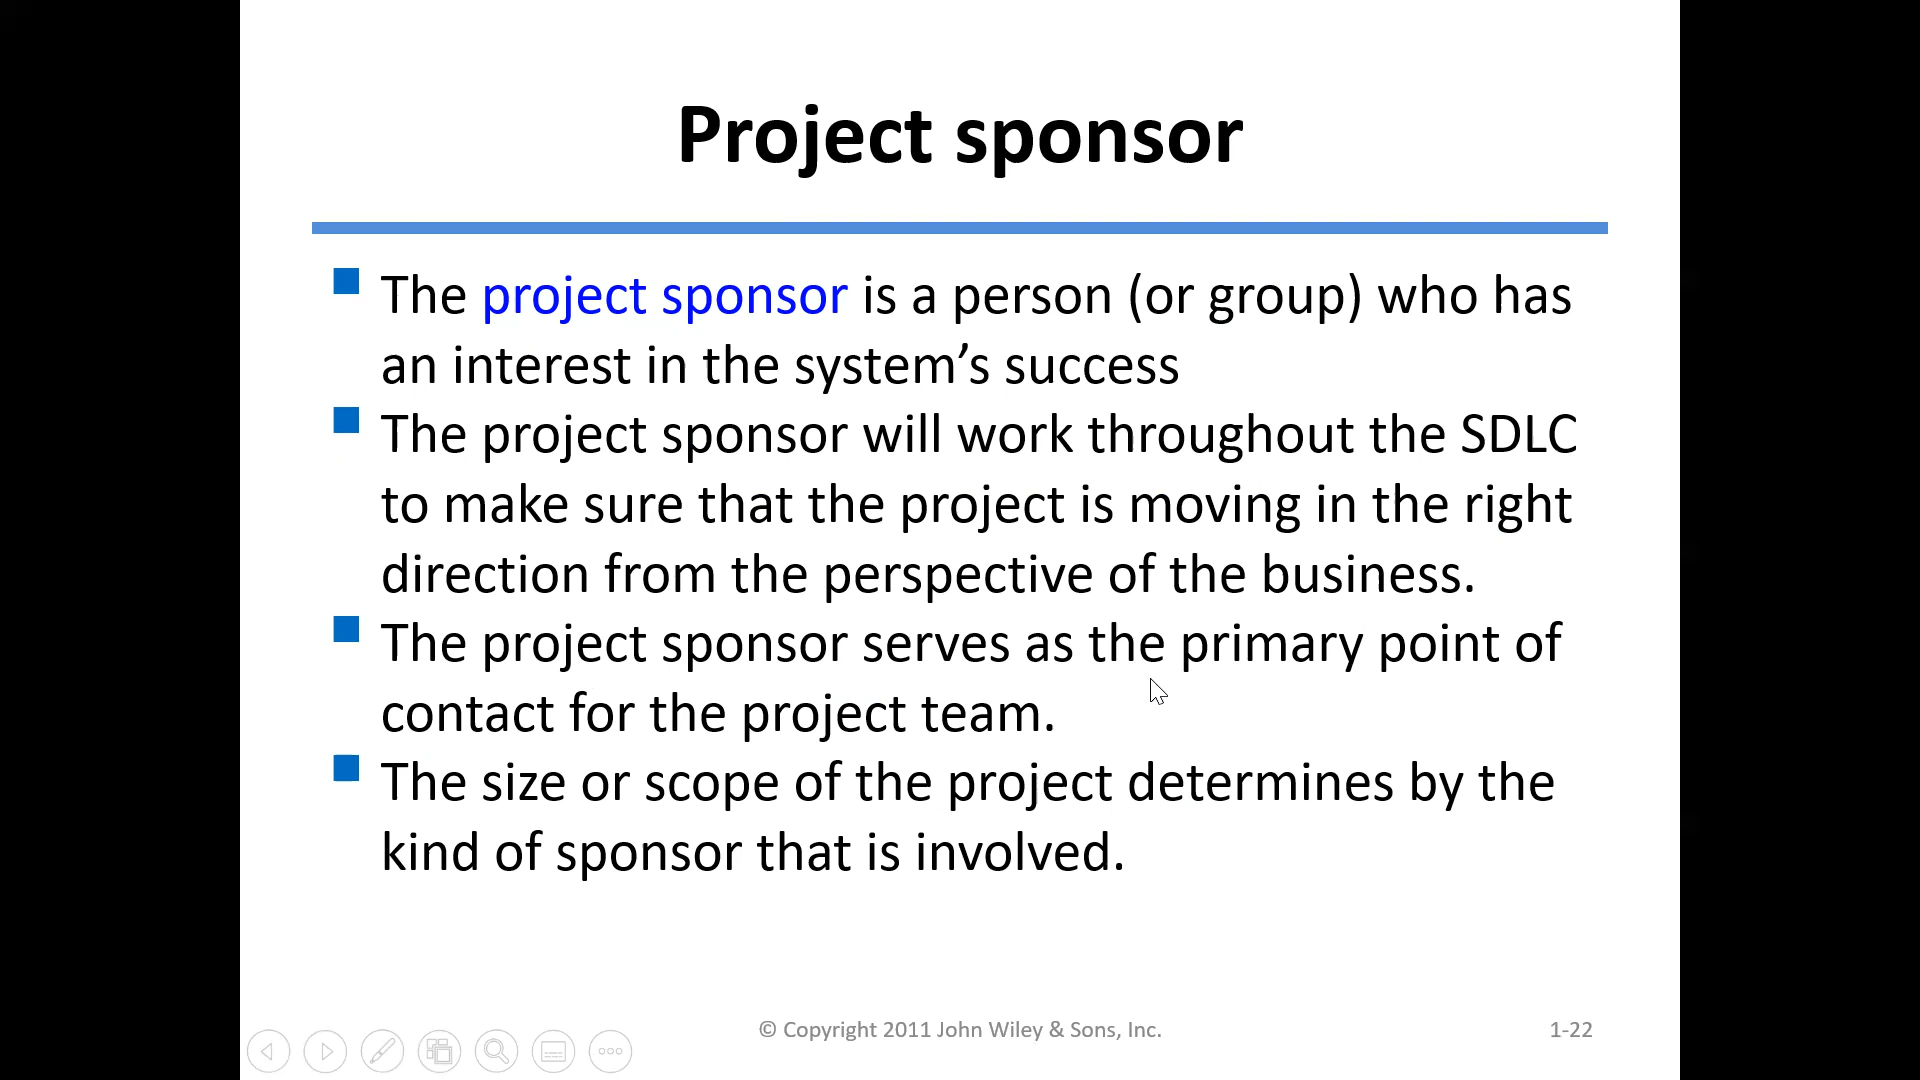 Project sponsor
The project sponsor is a person (or group) who has
an interest in the system’s success
The project sponsor will work throughout the SDLC
to make sure that the project is moving in the right
direction from the perspective of the business.
The project sponsor serves as the primary point of
contact for the project team.
The size or scope of the project determines by the
kind of sponsor that is involved.
© Copyright 2011 John Wiley & Sons, Inc.
1-22